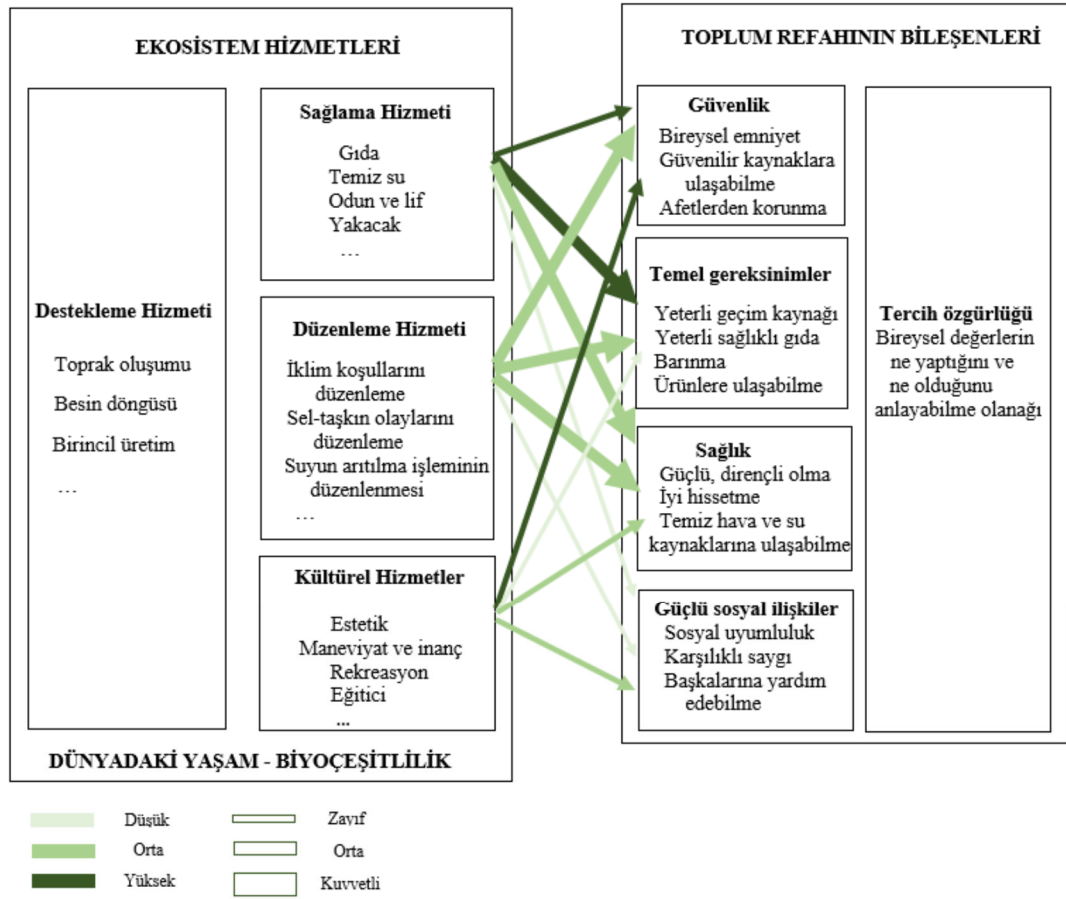 EKOSİSTEM HİZMETLERİ
Destekleme Hizmeti
Toprak oluşumu
Besin döngüsü
Birincil üretim
…
Sağlama Hizmeti
Gıda
Temiz su
Odun ve lif
Yakacak
…
Düzenleme Hizmeti
İklim koşullarını
düzenleme
Sel-taşkın olaylarını
düzenleme
Suyun arıtılma işleminin
düzenlenmesi
…
Kültürel Hizmetler
Estetik
Maneviyat ve inanç
Rekreasyon
Eğitici
...
DÜNYADAKİ YAŞAM - BİYOÇEŞİTLİLİK
TOPLUM REFAHININ BİLEŞENLERİ
Güvenlik
Bireysel emniyet
Güvenilir kaynaklara
ulaşabilme
Afetlerden korunma
Temel gereksinimler
Yeterli geçim kaynağı
Yeterli sağlıklı gıda
Barınma
Ürünlere ulaşabilme
Sağlık
Güçlü, dirençli olma
İyi hissetme
Temiz hava ve su
kaynaklarına ulaşabilme
Güçlü sosyal ilişkiler
Sosyal uyumluluk
Karşılıklı saygı
Başkalarına yardım
edebilme
Tercih özgürlüğü
Bireysel değerlerin
ne yaptığını ve
ne olduğunu
anlayabilme olanağı
Düşük
Orta
Yüksek
Zayıf
Orta
Kuvvetli